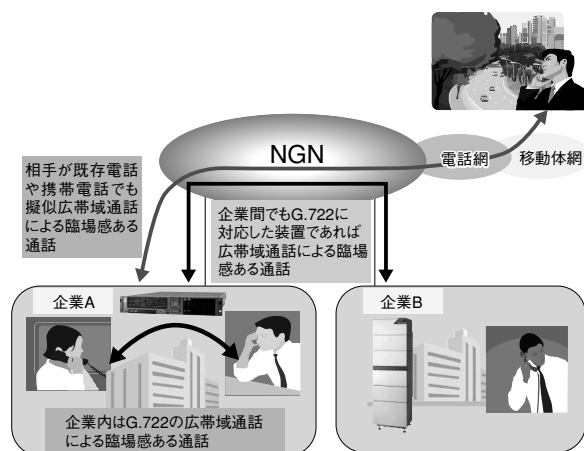 NGN
電話網
移動体網
相手が既存電話
や携帯電話でも
擬似広帯域通話
による臨場感ある
通話
企業間でもG.722に
対応した装置であれば
広帯域通話による臨場
感ある通話
企業A
企業B
企業内はG.722の広帯域通話
による臨場感ある通話